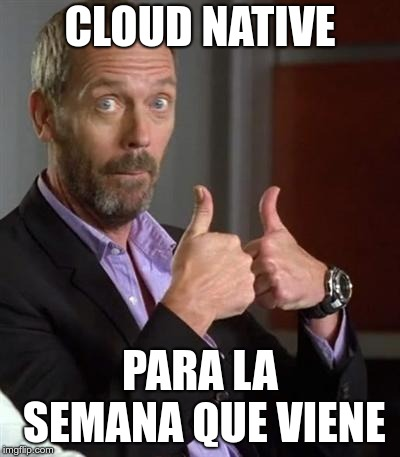 CLOUD NATIVE
PARA LA
SEMANA QUE VIENE
imgflip.com